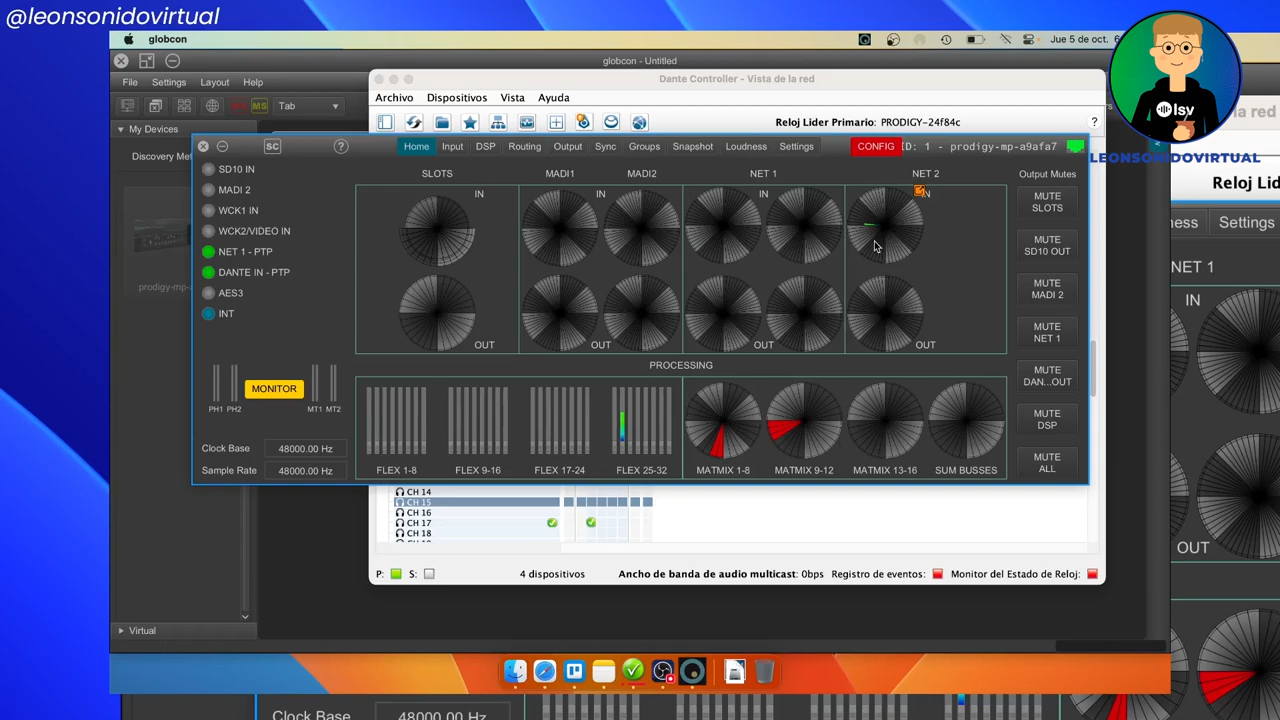 @leonsonidovirtual
globcon
Jue 5 de oct.
globcon - Untitled
File Settings Layout Help
Dante Controller - Vista de la red
Archivo Dispositivos Vista Ayuda
MS Tab
Reloj Lider Primario: PRODIGY-24f84c ?
lsy
LEONSONIDOVIRTUAL
Reloj Líder
My Devices
SC ? Home Input DSP Routing Output Sync Groups Snapshot Loudness Settings CONFIG ID: 1 - prodigy-mp-a9afa7
Discovery Met
SD10 IN
MADI 2
WCK1 IN
WCK2/VIDEO IN
NET 1 - PTP
DANTE IN - PTP
AES3
INT
SLOTS MADI1 MADI2 NET 1 NET 2 Output Mutes
IN IN IN IN
OUT OUT OUT OUT
MUTE
SLOTS
MUTE
SD10 OUT
MUTE
MADI 2
MUTE
NET 1
MUTE
DAN...OUT
MUTE
DSP
MUTE
ALL
Settings
NET 1
IN
OUT
prodigy-mp-a
PROCESSING
MONITOR
PH1 PH2 MT1 MT2
Clock Base 48000.00 Hz
Sample Rate 48000.00 Hz
FLEX 1-8 FLEX 9-16 FLEX 17-24 FLEX 25-32 MATMIX 1-8 MATMIX 9-12 MATMIX 13-16 SUM BUSSES
CH 14
CH 15
CH 16
CH 17
CH 18
P: S: 4 dispositivos Ancho de banda de audio multicast: 0bps Registro de eventos: Monitor del Estado de Reloj:
Virtual
Clock Base 48000.00 Hz